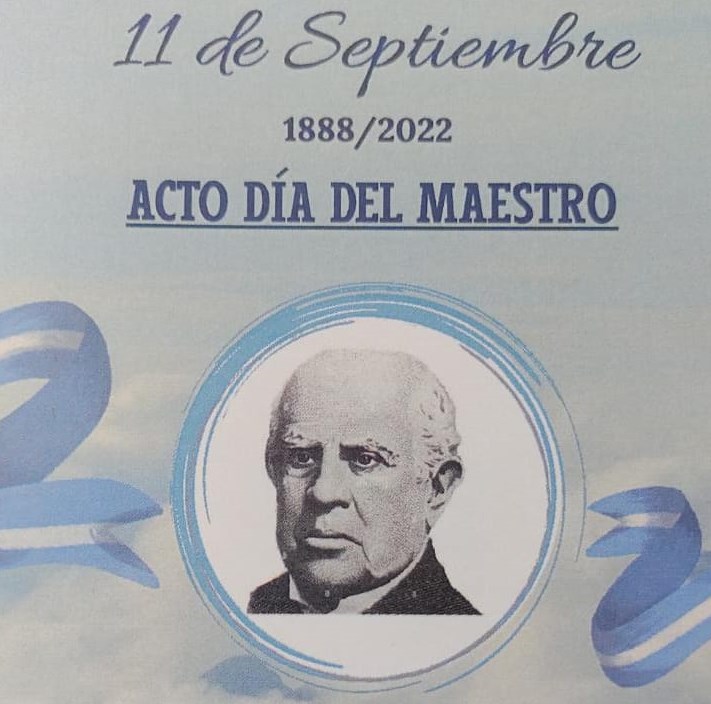 11 de Septiembre
1888/2022
ACTO DÍA DEL MAESTRO